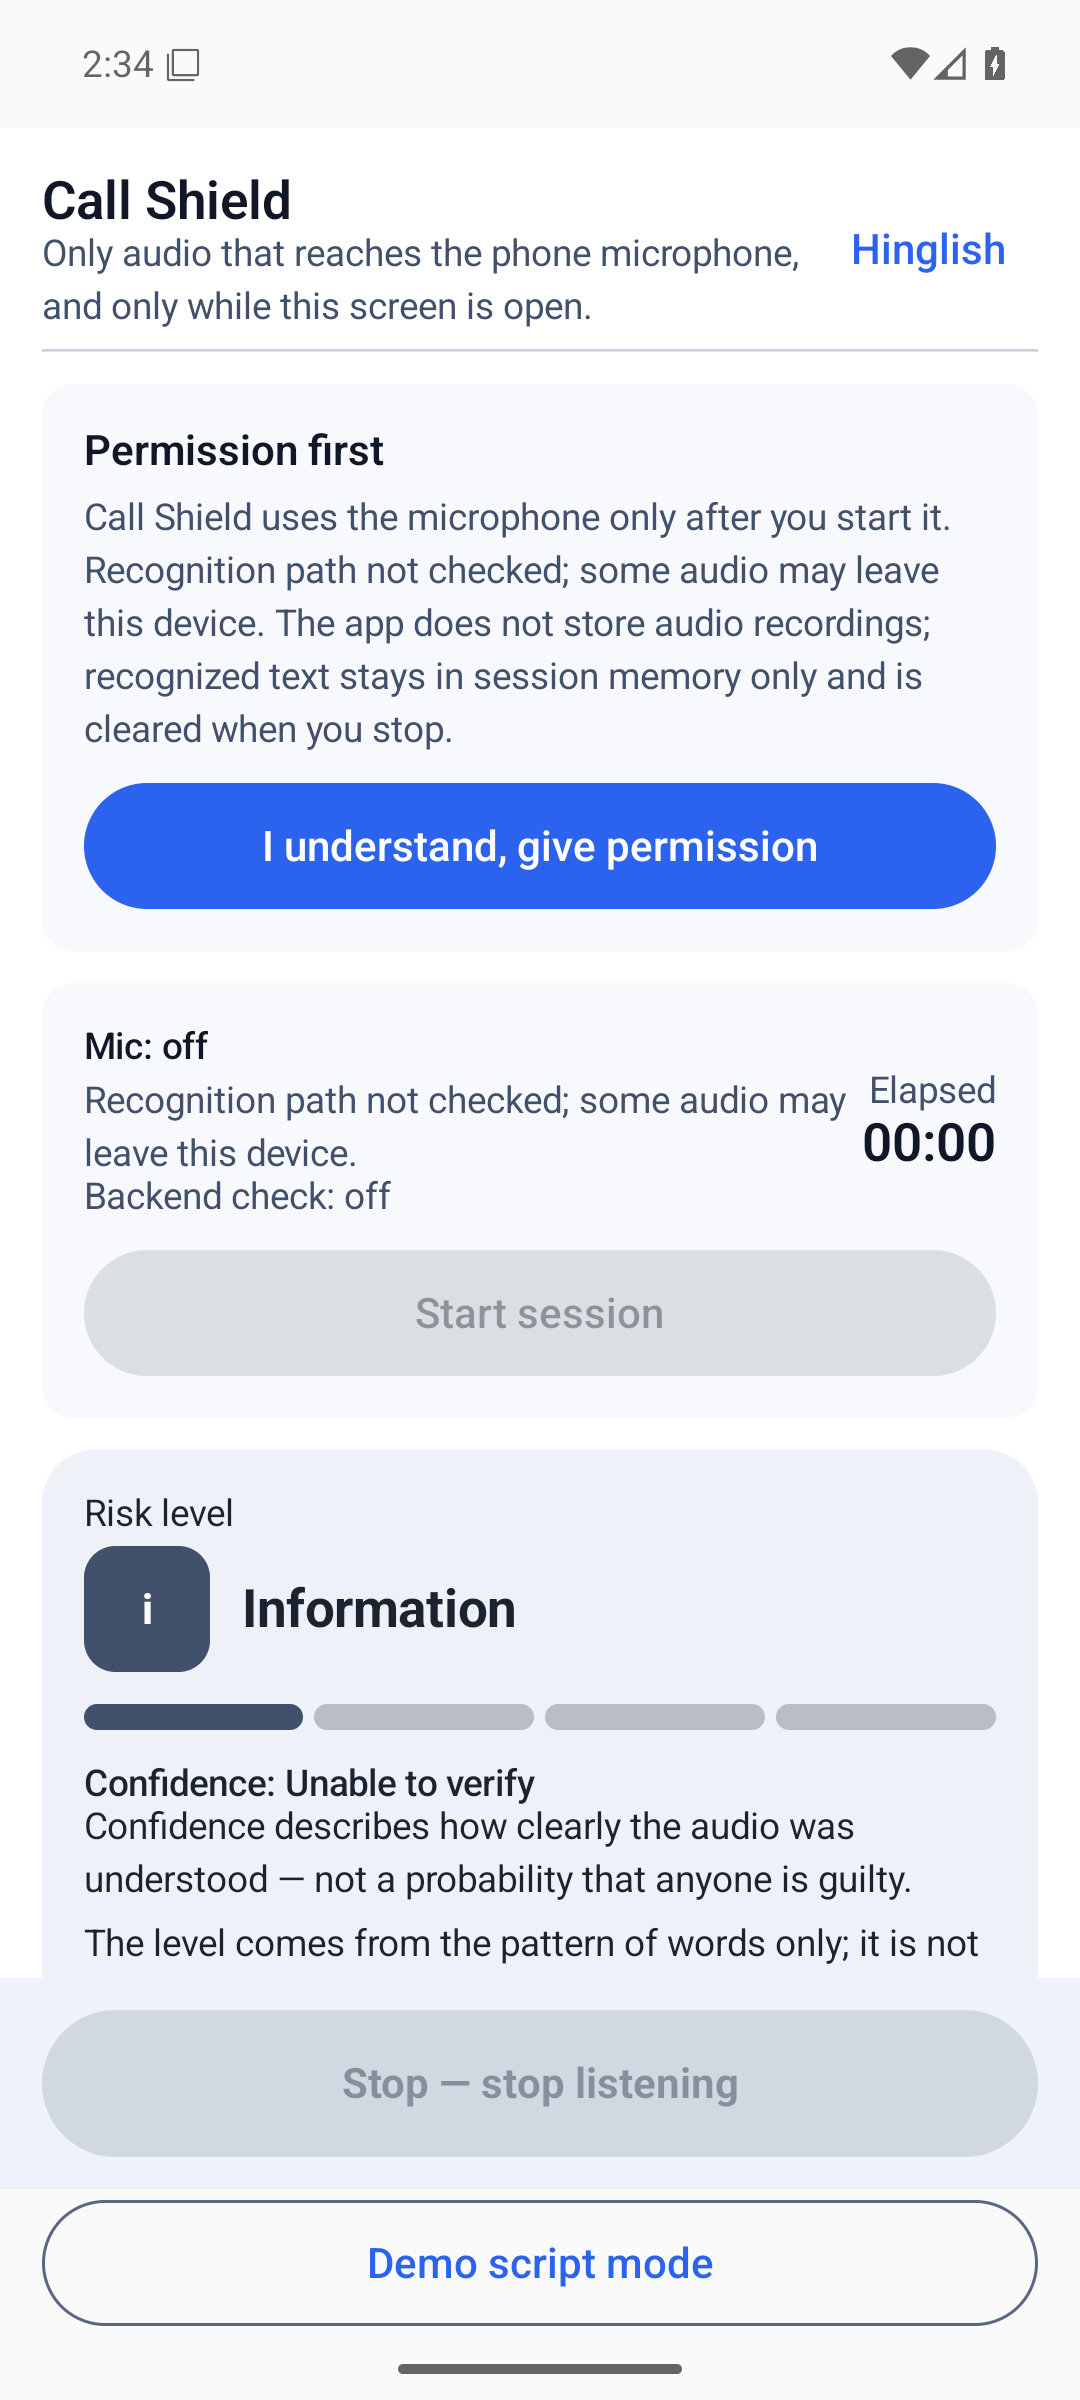 2:34
Call Shield
Only audio that reaches the phone microphone,
and only while this screen is open.
Hinglish
Permission first
Call Shield uses the microphone only after you start it.
Recognition path not checked; some audio may leave
this device. The app does not store audio recordings;
recognized text stays in session memory only and is
cleared when you stop.
I understand, give permission
Mic: off
Recognition path not checked; some audio may
leave this device.
Backend check: off
Elapsed
00:00
Start session
Risk level
i
Information
Confidence: Unable to verify
Confidence describes how clearly the audio was
understood — not a probability that anyone is guilty.
The level comes from the pattern of words only; it is not
Stop — stop listening
Demo script mode